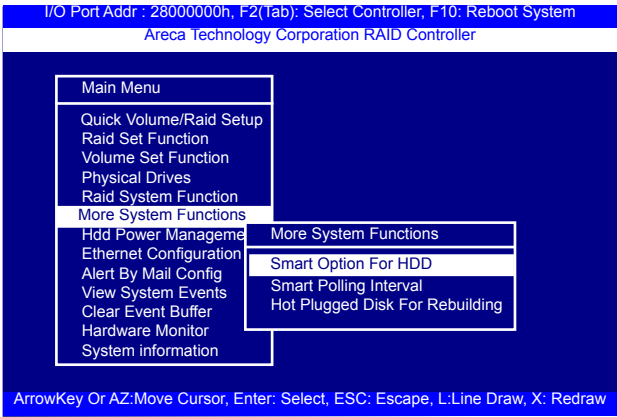 I/O Port Addr : 28000000h, F2(Tab): Select Controller, F10: Reboot System
Areca Technology Corporation RAID Controller
Main Menu
Quick Volume/Raid Setup
Raid Set Function
Volume Set Function
Physical Drives
Raid System Function
More System Functions
Hdd Power Manageme
Ethernet Configuration
Alert By Mail Config
View System Events
Clear Event Buffer
Hardware Monitor
System information
More System Functions
Smart Option For HDD
Smart Polling Interval
Hot Plugged Disk For Rebuilding
ArrowKey Or AZ:Move Cursor, Enter: Select, ESC: Escape, L:Line Draw, X: Redraw